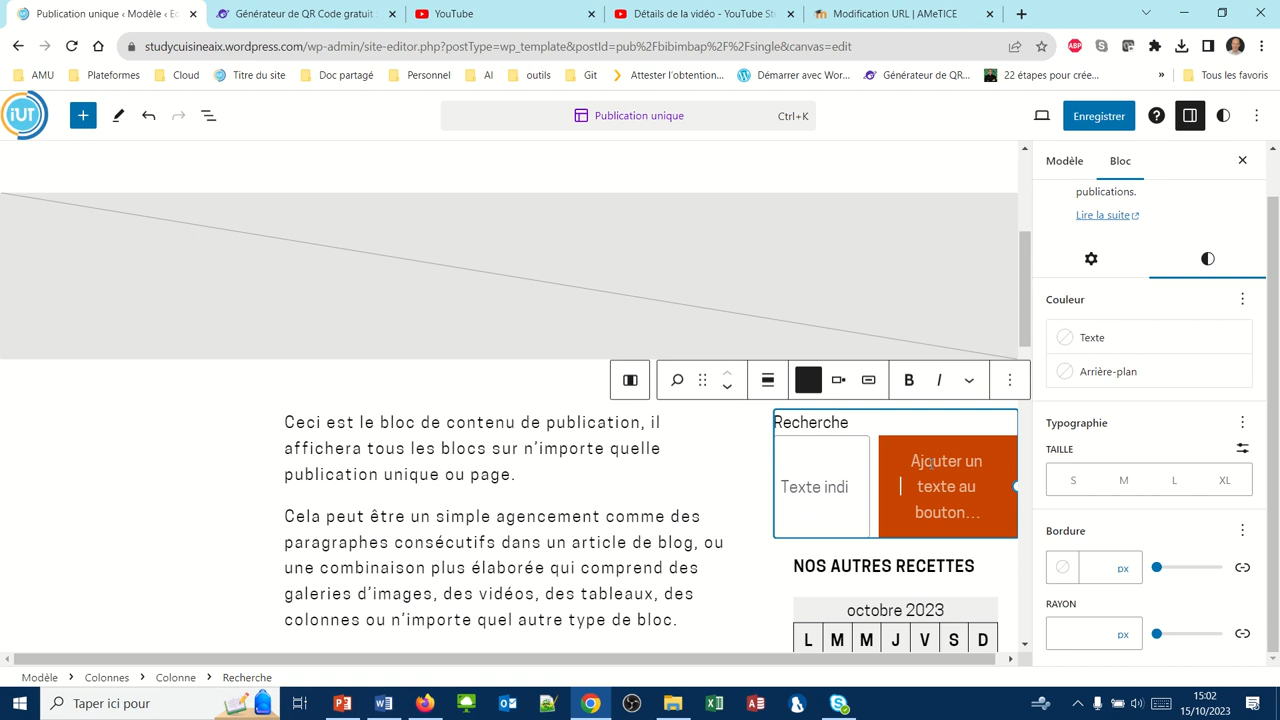 Publication unique ‹ Modèle ‹ Éc
Générateur de QR Code gratuit
YouTube
Détails de la vidéo - YouTube St
Modification URL | AMeTICE
studycuisineaix.wordpress.com/wp-admin/site-editor.php?postType=wp_template&postId=pub%2Fbibimbap%2F%2Fsingle&canvas=edit
ABP
AMU
Plateformes
Cloud
Titre du site
Doc partagé
Personnel
AI
outils
Git
Attester l'obtention...
Démarrer avec Wor...
Générateur de QR...
22 étapes pour crée...
»
Tous les favoris
iUT
Publication unique
Ctrl+K
Enregistrer
Modèle
Bloc
publications.
Lire la suite
Couleur
Texte
Arrière-plan
Typographie
TAILLE
S
M
L
XL
Bordure
px
RAYON
px
B
I
Ceci est le bloc de contenu de publication, il
affichera tous les blocs sur n'importe quelle
publication unique ou page.
Cela peut être un simple agencement comme des
paragraphes consécutifs dans un article de blog, ou
une combinaison plus élaborée qui comprend des
galeries d'images, des vidéos, des tableaux, des
colonnes ou n'importe quel autre type de bloc.
Recherche
Texte indi
Ajouter un
texte au
bouton...
NOS AUTRES RECETTES
octobre 2023
L M M J V S D
Modèle › Colonnes › Colonne › Recherche
Taper ici pour
15:02
15/10/2023